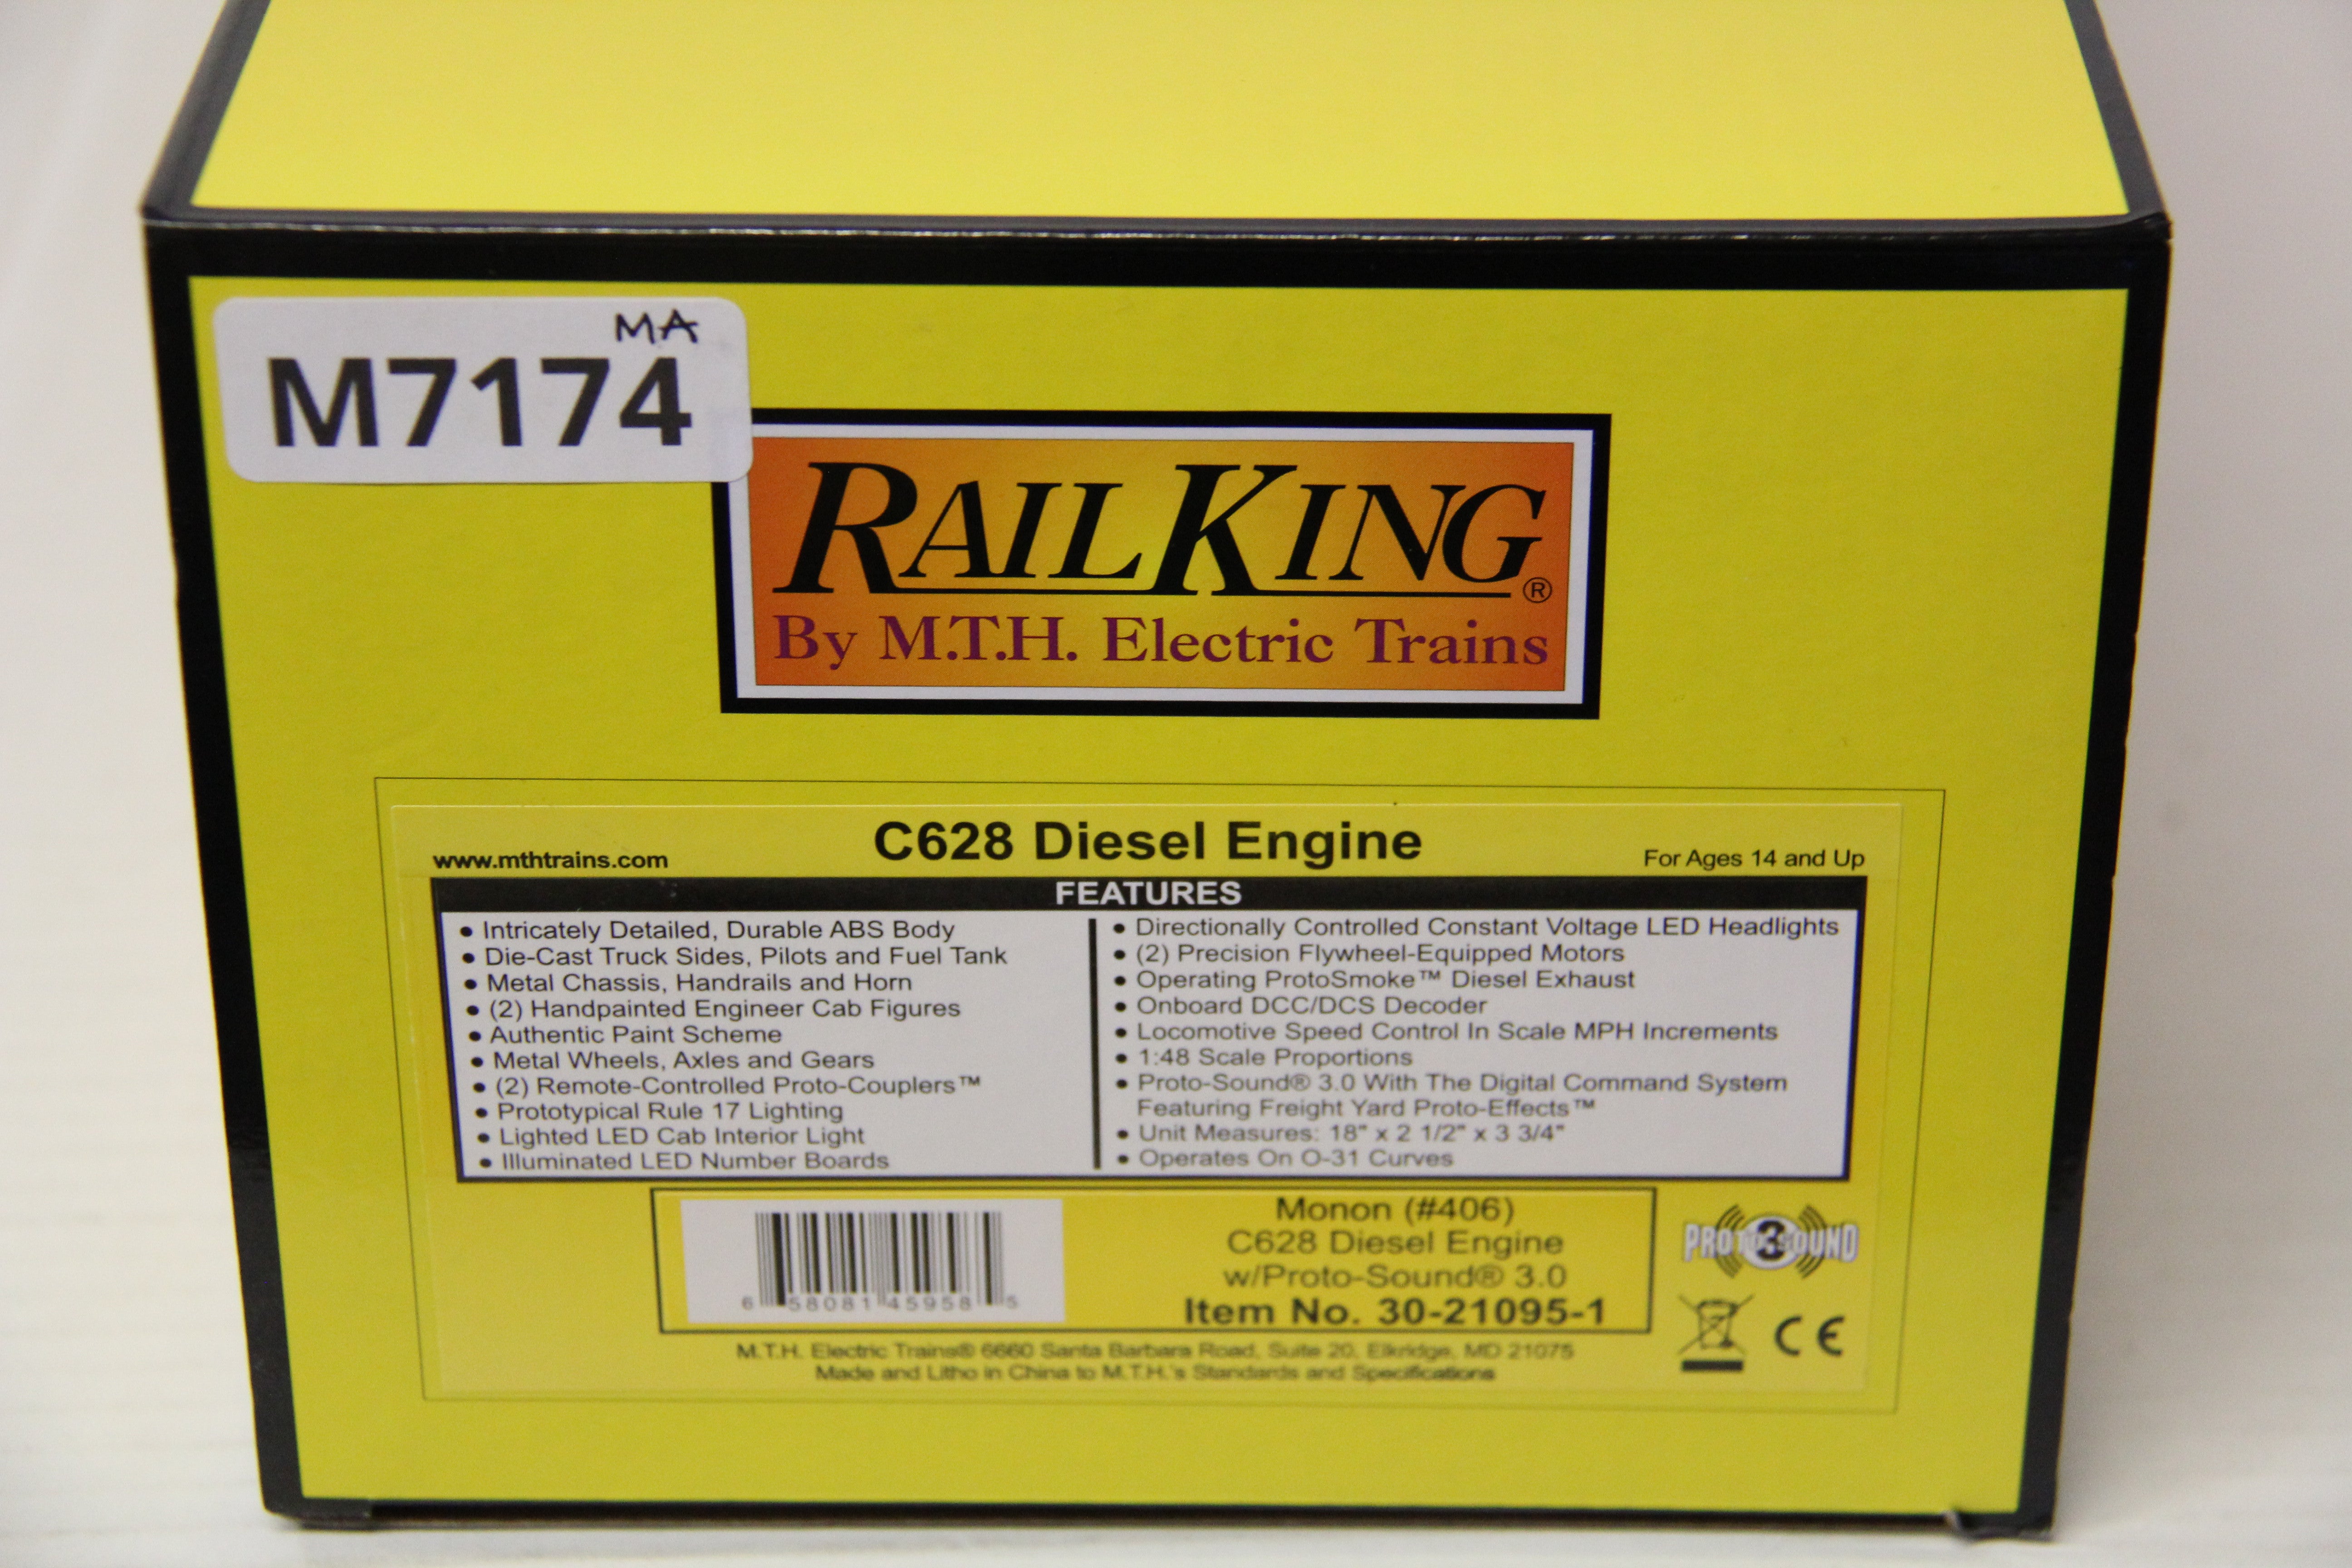 MA
M7174
RAILKING®
By M.T.H. Electric Trains
www.mthtrains.com
C628 Diesel Engine
For Ages 14 and Up
FEATURES
• Intricately Detailed, Durable ABS Body
• Die-Cast Truck Sides, Pilots and Fuel Tank
• Metal Chassis, Handrails and Horn
• (2) Handpainted Engineer Cab Figures
• Authentic Paint Scheme
• Metal Wheels, Axles and Gears
• (2) Remote-Controlled Proto-Couplers™
• Prototypical Rule 17 Lighting
• Lighted LED Cab Interior Light
• Illuminated LED Number Boards
• Directionally Controlled Constant Voltage LED Headlights
• (2) Precision Flywheel-Equipped Motors
• Operating ProtoSmoke™ Diesel Exhaust
• Onboard DCC/DCS Decoder
• Locomotive Speed Control In Scale MPH Increments
• 1:48 Scale Proportions
• Proto-Sound® 3.0 With The Digital Command System
Featuring Freight Yard Proto-Effects™
• Unit Measures: 18" x 2 1/2" x 3 3/4"
• Operates On O-31 Curves
6 58081 45958 5
Monon (#406)
C628 Diesel Engine
w/Proto-Sound® 3.0
Item No. 30-21095-1
PROTO 3 SOUND
CE
M.T.H. Electric Trains® 6660 Santa Barbara Road, Suite 20, Elkridge, MD 21075
Made and Litho in China to M.T.H.'s Standards and Specifications